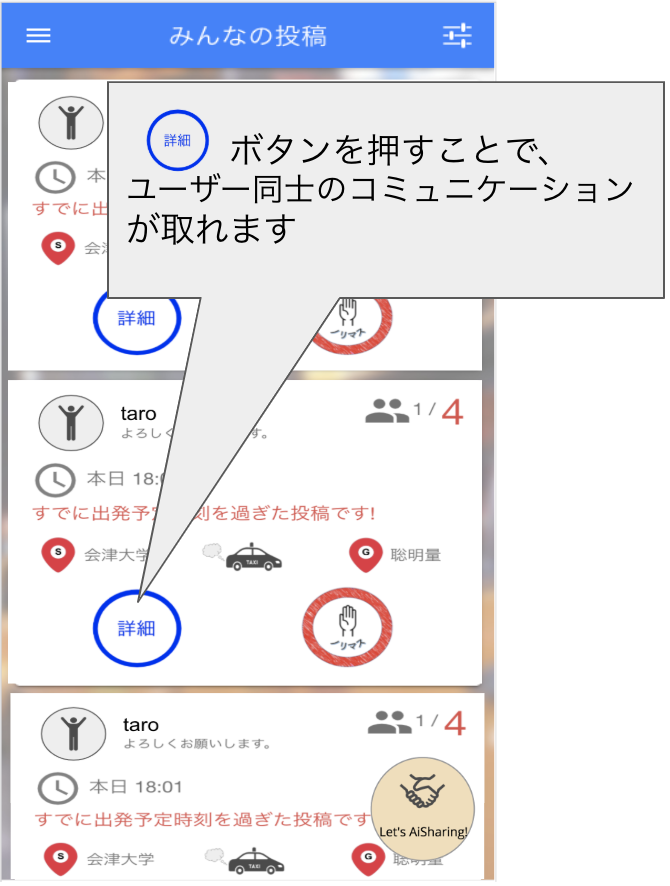 みんなの投稿
詳細 ボタンを押すことで、
ユーザー同士のコミュニケーション
が取れます
本
すでに出
S 会
詳細
ノリマス
taro
1 / 4
よろしく す。
本日 18:
すでに出発予定 刻を過ぎた投稿です!
S 会津大学 TAXI G 聡明量
詳細
ノリマス
taro
1 / 4
よろしくお願いします。
本日 18:01
すでに出発予定時刻を過ぎた投稿です
Let's AiSharing!
S 会津大学 TAXI G 聡明量